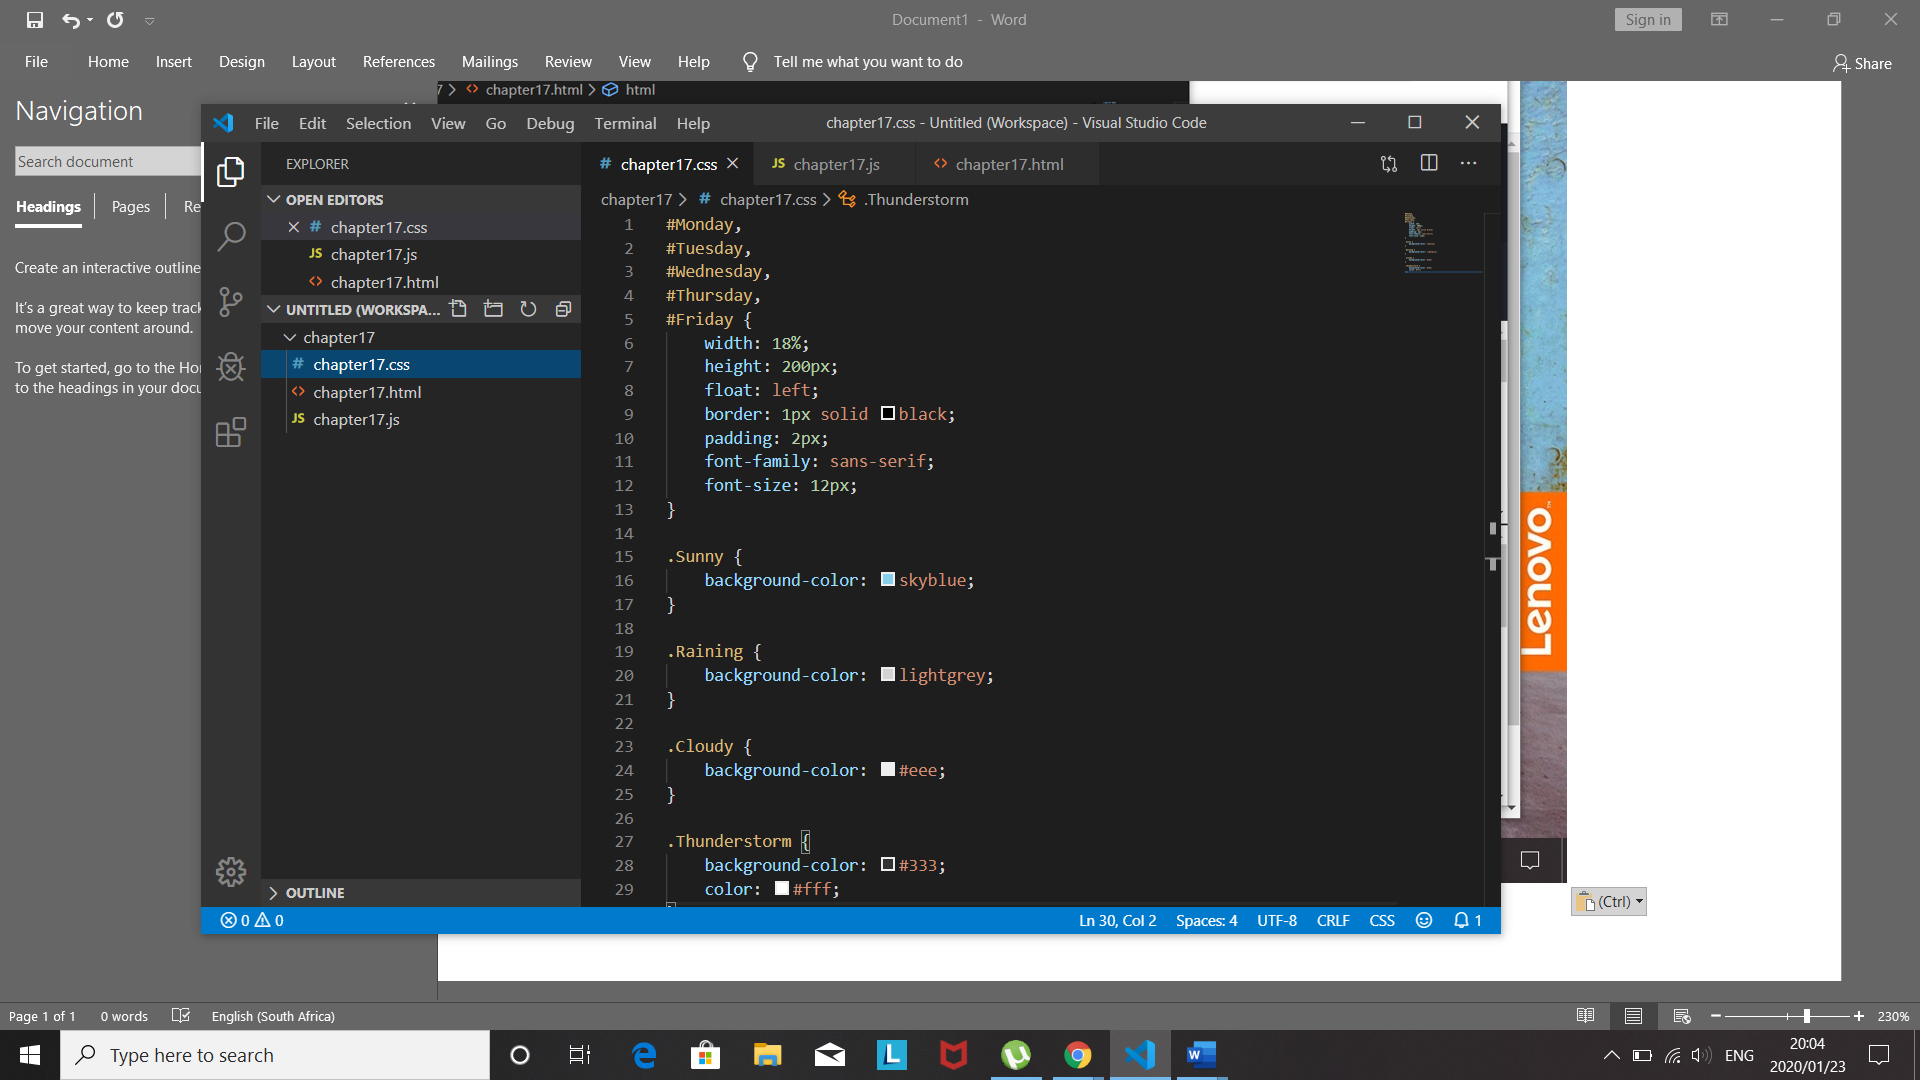 Document1 - Word
Sign in
File Home Insert Design Layout References Mailings Review View Help Tell me what you want to do
Share
Navigation
Search document
Headings Pages
Create an interactive outline
It's a great way to keep track
move your content around.
To get started, go to the
to the headings in your
chapter17.html html
File Edit Selection View Go Debug Terminal Help
chapter17.css - Untitled (Workspace) - Visual Studio Code
EXPLORER
OPEN EDITORS
chapter17.css
chapter17.js
chapter17.html
UNTITLED (WORKSPA...
chapter17
chapter17.css
chapter17.html
chapter17.js
OUTLINE
chapter17.css chapter17.js chapter17.html
chapter17 chapter17.css .Thunderstorm
1 #Monday,
2 #Tuesday,
3 #Wednesday,
4 #Thursday,
5 #Friday {
6 width: 18%;
7 height: 200px;
8 float: left;
9 border: 1px solid black;
10 padding: 2px;
11 font-family: sans-serif;
12 font-size: 12px;
13 }
14
15 .Sunny {
16 background-color: skyblue;
17 }
18
19 .Raining {
20 background-color: lightgrey;
21 }
22
23 .Cloudy {
24 background-color: #eee;
25 }
26
27 .Thunderstorm {
28 background-color: #333;
29 color: #fff;
0 0
Ln 30, Col 2 Spaces: 4 UTF-8 CRLF CSS 1
Lenovo
(Ctrl)
Page 1 of 1 0 words English (South Africa)
230%
Type here to search
ENG
20:04
2020/01/23